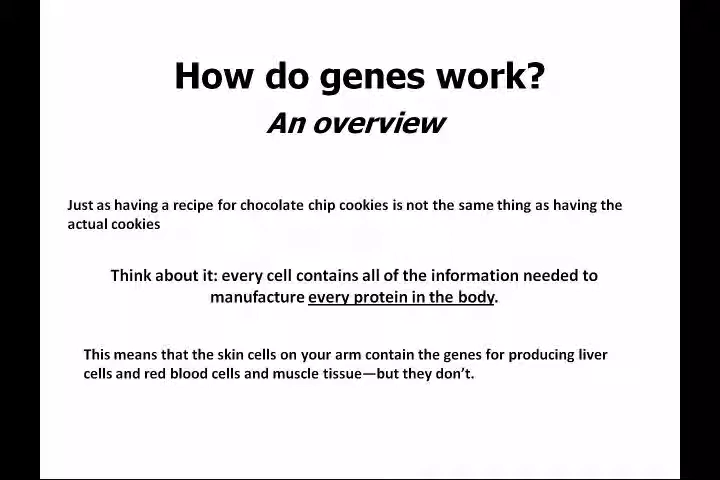 How do genes work?
An overview
Just as having a recipe for chocolate chip cookies is not the same thing as having the
actual cookies
Think about it: every cell contains all of the information needed to
manufacture every protein in the body.
This means that the skin cells on your arm contain the genes for producing liver
cells and red blood cells and muscle tissue—but they don't.